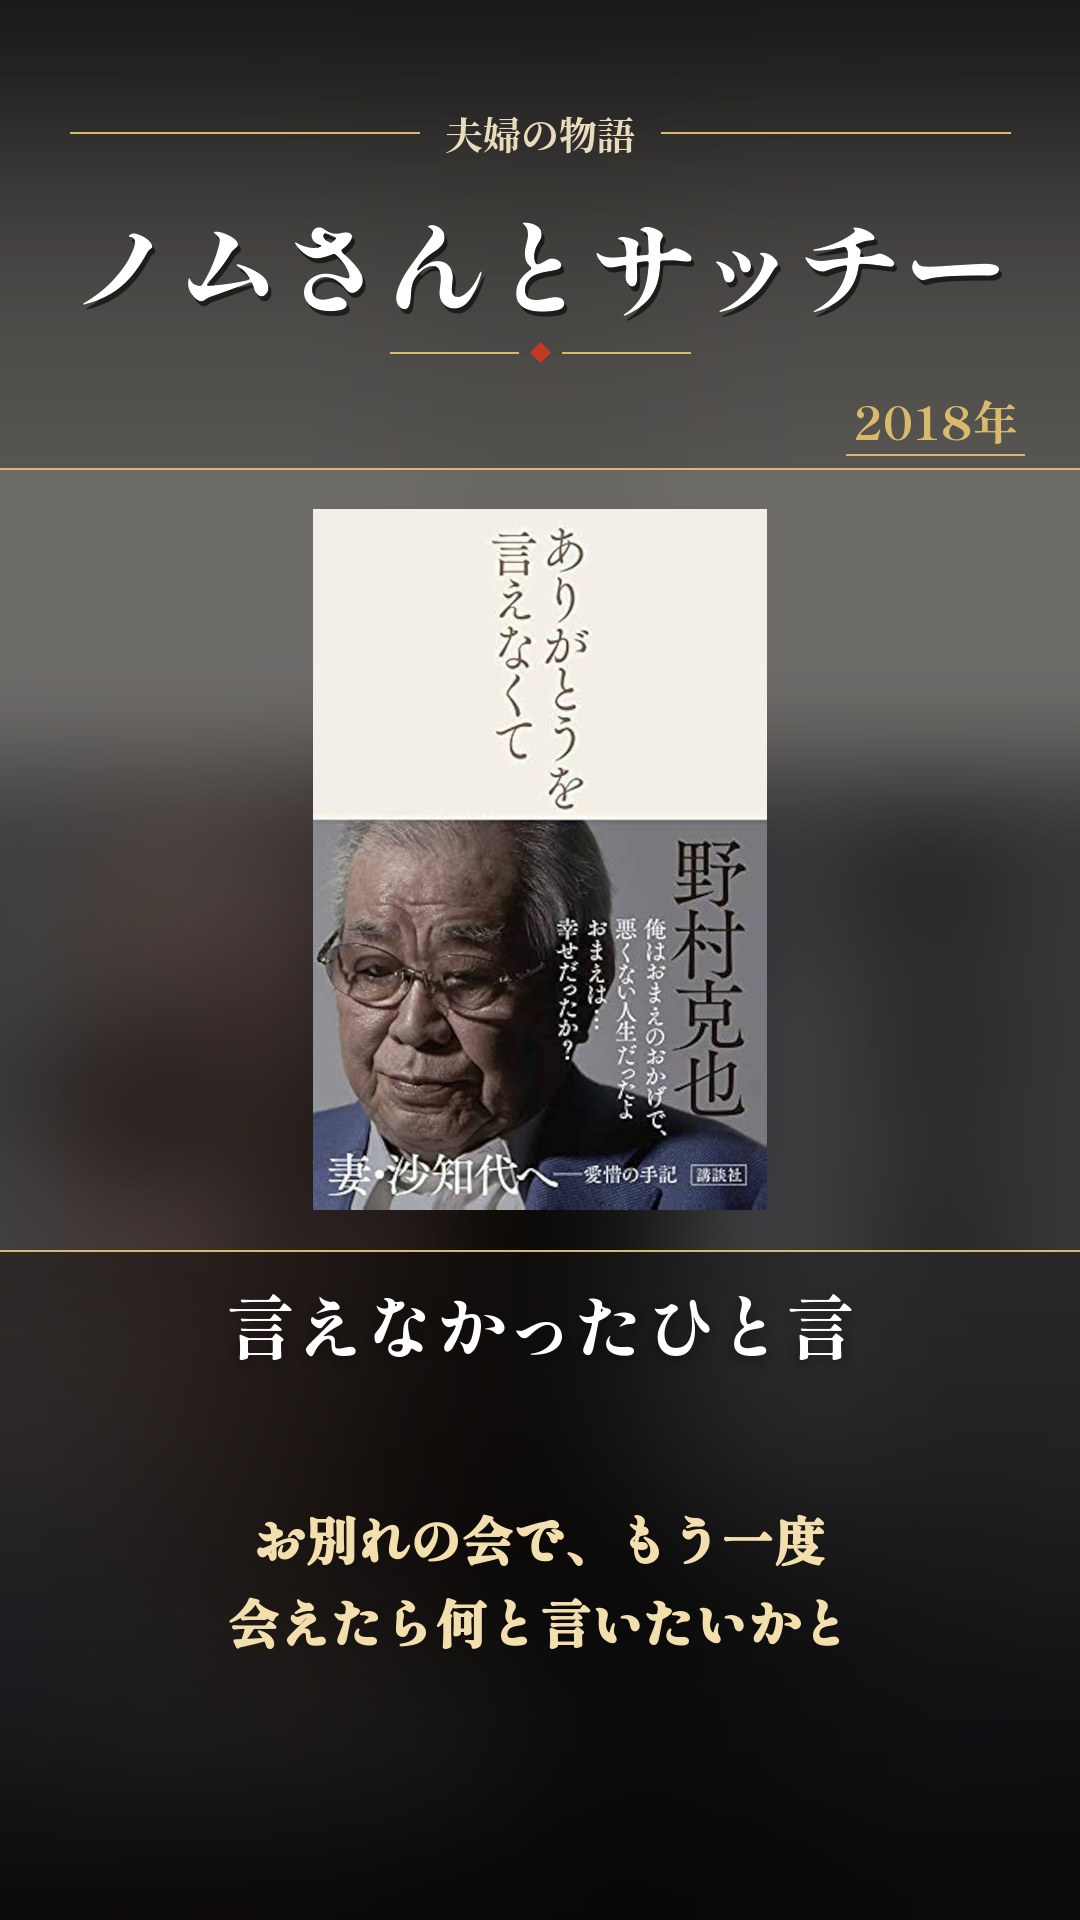 夫婦の物語
ノムさんとサッチー
2018年
ありがとうを
言えなくて
野村克也
俺はおまえのおかげで、
悪くない人生だったよ
おまえは…
幸せだったか?
妻・沙知代へ──愛惜の手記
講談社
言えなかったひと言
お別れの会で、もう一度
会えたら何と言いたいかと